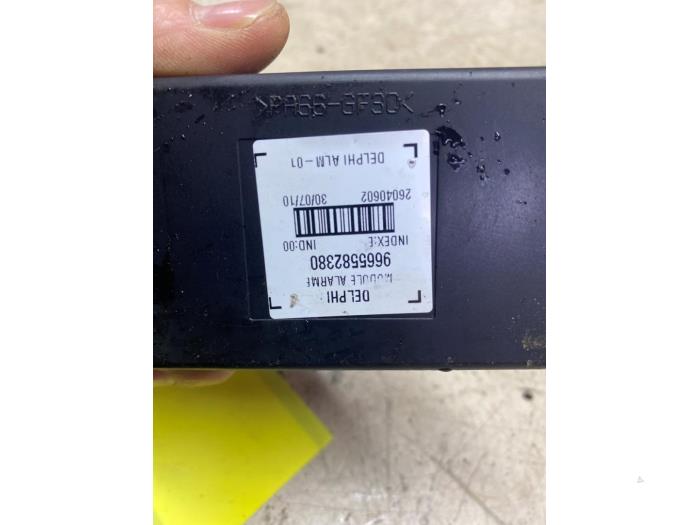 >PA66-GF30<
DELPHI
MODULE ALARME
9665582380
INDEX:E IND:00
26040602 30/07/10
DELPHI ALM-01